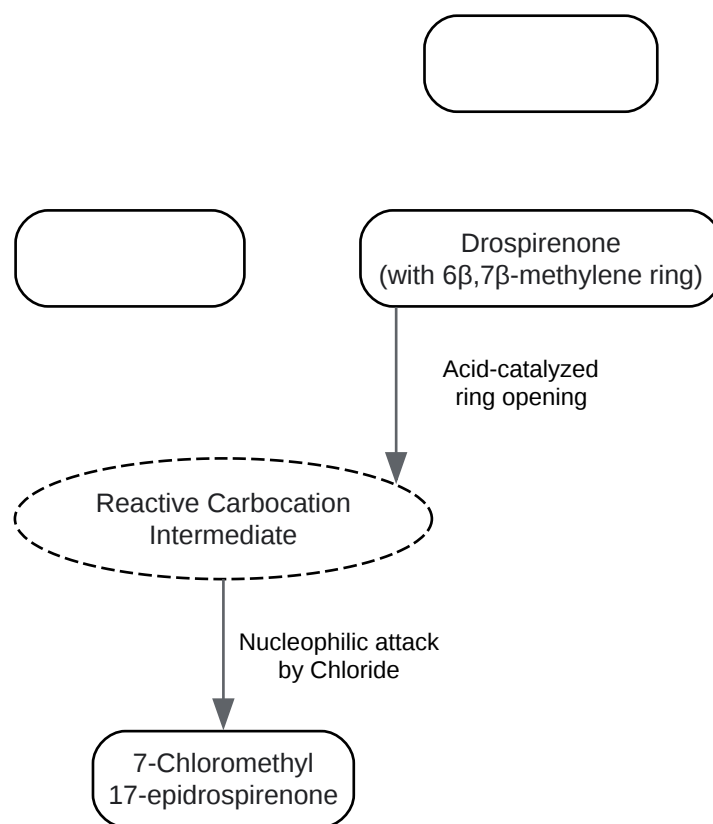 Drospirenone
(with 6β,7β-methylene ring)
Acid-catalyzed
ring opening
Reactive Carbocation
Intermediate
Nucleophilic attack
by Chloride
7-Chloromethyl
17-epidrospirenone